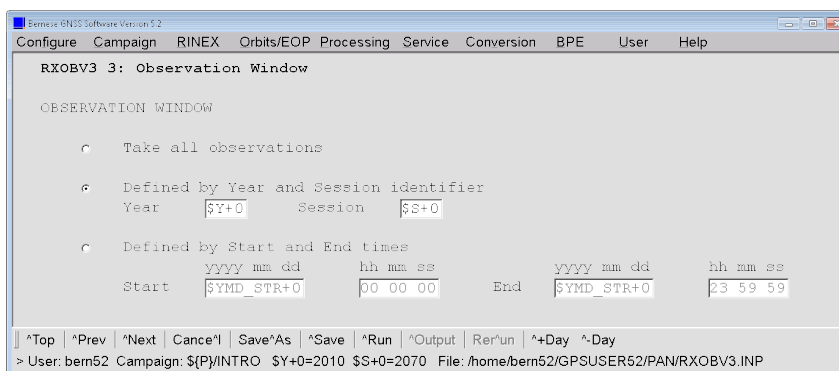 Bernese GNSS Software Version 5.2
Configure Campaign RINEX Orbits/EOP Processing Service Conversion BPE User Help
RXOBV3 3: Observation Window
OBSERVATION WINDOW
Take all observations
Defined by Year and Session identifier
Year $Y+0 Session $S+0
Defined by Start and End times
yyyy mm dd hh mm ss yyyy mm dd hh mm ss
Start $YMD_STR+0 00 00 00 End $YMD_STR+0 23 59 59
^Top | ^Prev | ^Next | Cance^l | Save^As | ^Save | ^Run | ^Output | Rer^un | ^+Day ^-Day
> User: bern52 Campaign: ${P}/INTRO $Y+0=2010 $S+0=2070 File: /home/bern52/GPSUSER52/PAN/RXOBV3.INP